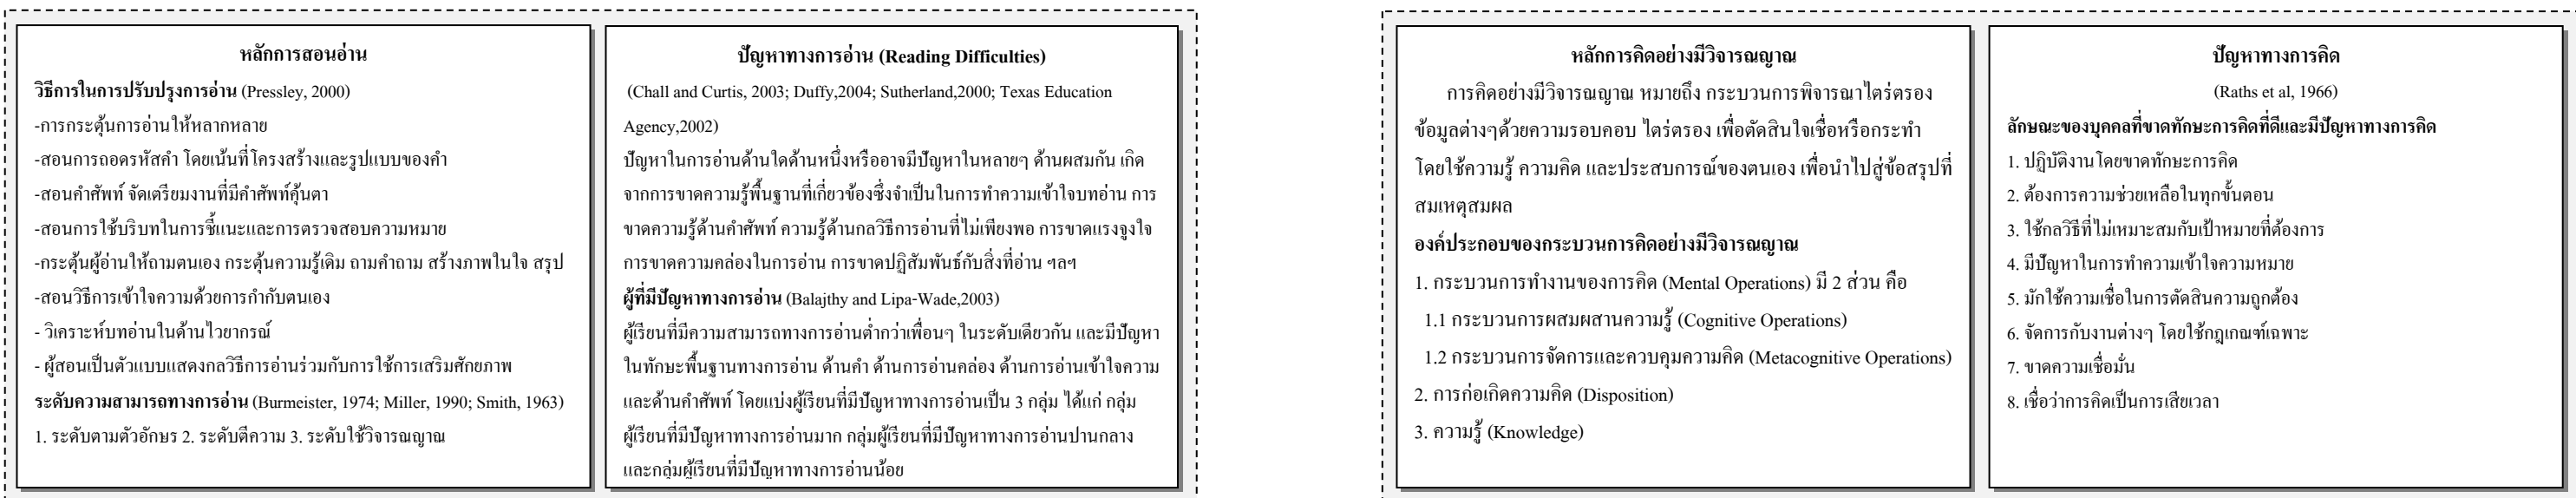 หลักการสอนอ่าน
วิธีการในการปรับปรุงการอ่าน (Pressley, 2000)
-การกระตุ้นการอ่านให้หลากหลาย
-สอนการถอดรหัสคำ โดยเน้นที่โครงสร้างและรูปแบบของคำ
-สอนคำศัพท์ จัดเตรียมงานที่มีคำศัพท์คุ้นตา
-สอนการใช้บริบทในการชี้แนะและการตรวจสอบความหมาย
-กระตุ้นผู้อ่านให้ถามตนเอง กระตุ้นความรู้เดิม ถามคำถาม สร้างภาพในใจ สรุป
-สอนวิธีการเข้าใจความด้วยการกำกับตนเอง
- วิเคราะห์บทอ่านในด้านไวยากรณ์
- ผู้สอนเป็นตัวแบบแสดงกลวิธีการอ่านร่วมกับการใช้การเสริมศักยภาพ
ระดับความสามารถทางการอ่าน (Burmeister, 1974; Miller, 1990; Smith, 1963)
1. ระดับตามตัวอักษร 2. ระดับตีความ 3. ระดับใช้วิจารณญาณ
ปัญหาทางการอ่าน (Reading Difficulties)
(Chall and Curtis, 2003; Duffy,2004; Sutherland,2000; Texas Education
Agency,2002)
ปัญหาในการอ่านด้านใดด้านหนึ่งหรืออาจมีปัญหาในหลายๆ ด้านผสมกัน เกิด
จากการขาดความรู้พื้นฐานที่เกี่ยวข้องซึ่งจำเป็นในการทำความเข้าใจบทอ่าน การ
ขาดความรู้ด้านคำศัพท์ ความรู้ด้านกลวิธีการอ่านที่ไม่เพียงพอ การขาดแรงจูงใจ
การขาดความคล่องในการอ่าน การขาดปฏิสัมพันธ์กับสิ่งที่อ่าน ฯลฯ
ผู้ที่มีปัญหาทางการอ่าน (Balajthy and Lipa-Wade,2003)
ผู้เรียนที่มีความสามารถทางการอ่านต่ำกว่าเพื่อนๆ ในระดับเดียวกัน และมีปัญหา
ในทักษะพื้นฐานทางการอ่าน ด้านคำ ด้านการอ่านคล่อง ด้านการอ่านเข้าใจความ
และด้านคำศัพท์ โดยแบ่งผู้เรียนที่มีปัญหาทางการอ่านเป็น 3 กลุ่ม ได้แก่ กลุ่ม
ผู้เรียนที่มีปัญหาทางการอ่านมาก กลุ่มผู้เรียนที่มีปัญหาทางการอ่านปานกลาง
และกลุ่มผู้เรียนที่มีปัญหาทางการอ่านน้อย
หลักการคิดอย่างมีวิจารณญาณ
การคิดอย่างมีวิจารณญาณ หมายถึง กระบวนการพิจารณาไตร่ตรอง
ข้อมูลต่างๆด้วยความรอบคอบ ไตร่ตรอง เพื่อตัดสินใจเชื่อหรือกระทำ
โดยใช้ความรู้ ความคิด และประสบการณ์ของตนเอง เพื่อนำไปสู่ข้อสรุปที่
สมเหตุสมผล
องค์ประกอบของกระบวนการคิดอย่างมีวิจารณญาณ
1. กระบวนการทำงานของการคิด (Mental Operations) มี 2 ส่วน คือ
1.1 กระบวนการผสมผสานความรู้ (Cognitive Operations)
1.2 กระบวนการจัดการและควบคุมความคิด (Metacognitive Operations)
2. การก่อเกิดความคิด (Disposition)
3. ความรู้ (Knowledge)
ปัญหาทางการคิด
(Raths et al, 1966)
ลักษณะของบุคคลที่ขาดทักษะการคิดที่ดีและมีปัญหาทางการคิด
1. ปฏิบัติงานโดยขาดทักษะการคิด
2. ต้องการความช่วยเหลือในทุกขั้นตอน
3. ใช้กลวิธีที่ไม่เหมาะสมกับเป้าหมายที่ต้องการ
4. มีปัญหาในการทำความเข้าใจความหมาย
5. มักใช้ความเชื่อในการตัดสินความถูกต้อง
6. จัดการกับงานต่างๆ โดยใช้กฎเกณฑ์เฉพาะ
7. ขาดความเชื่อมั่น
8. เชื่อว่าการคิดเป็นการเสียเวลา